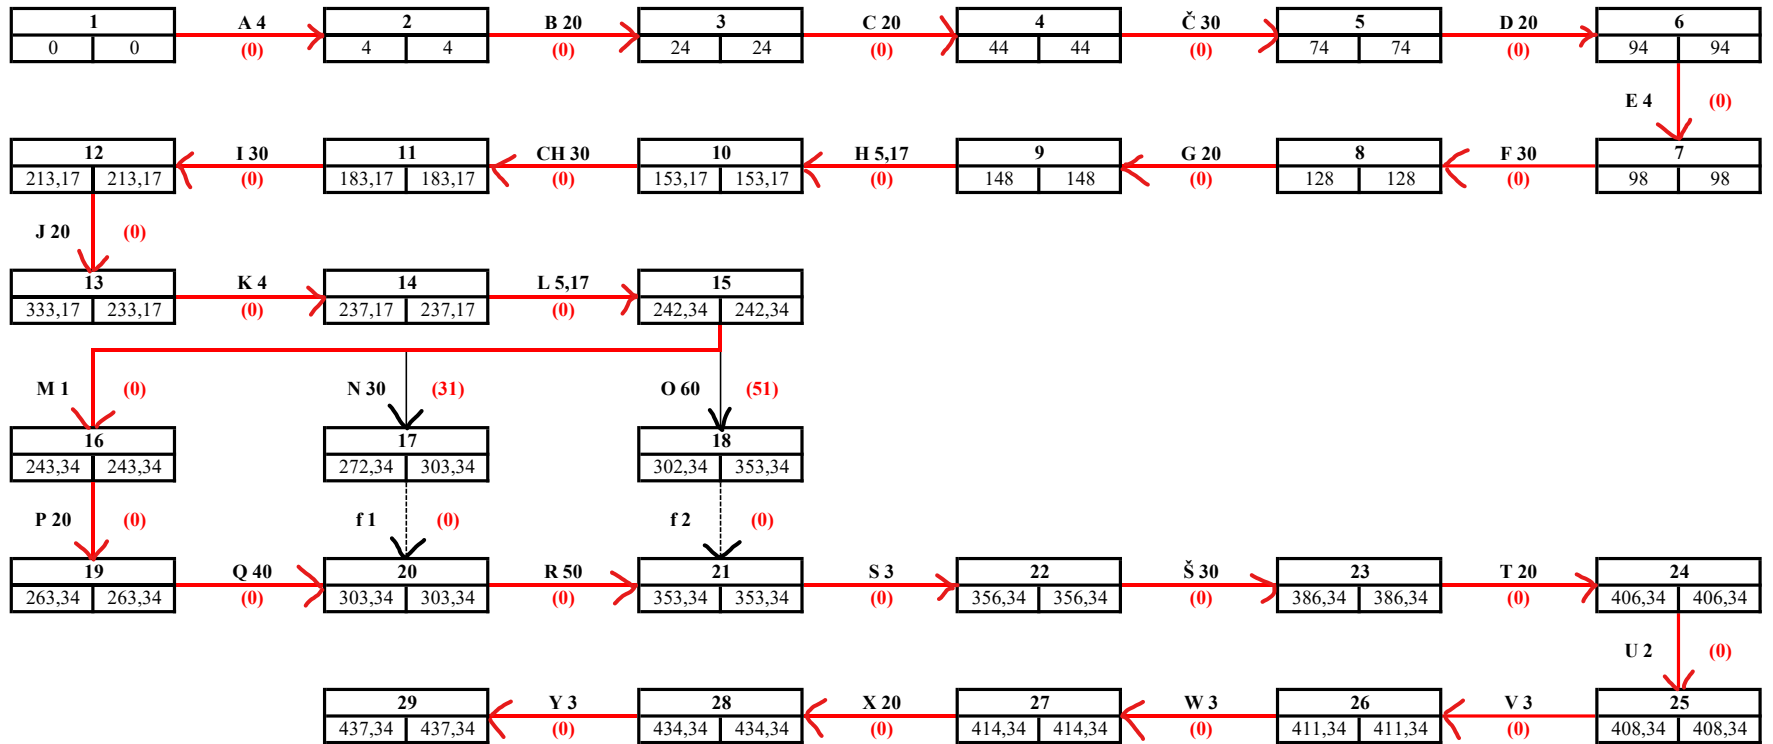 1 A 4 2 B 20 3 C 20 4 Č 30 5 D 20 6
0 0 (0) 4 4 (0) 24 24 (0) 44 44 (0) 74 74 (0) 94 94
E 4 (0)
12 I 30 11 CH 30 10 H 5,17 9 G 20 8 F 30 7
213,17 213,17 (0) 183,17 183,17 (0) 153,17 153,17 (0) 148 148 (0) 128 128 (0) 98 98
J 20 (0)
13 K 4 14 L 5,17 15
333,17 233,17 (0) 237,17 237,17 (0) 242,34 242,34
M 1 (0) N 30 (31) O 60 (51)
16 17 18
243,34 243,34 272,34 303,34 302,34 353,34
P 20 (0) f 1 (0) f 2 (0)
19 Q 40 20 R 50 21 S 3 22 Š 30 23 T 20 24
263,34 263,34 (0) 303,34 303,34 (0) 353,34 353,34 (0) 356,34 356,34 (0) 386,34 386,34 (0) 406,34 406,34
U 2 (0)
29 Y 3 28 X 20 27 W 3 26 V 3 25
437,34 437,34 (0) 434,34 434,34 (0) 414,34 414,34 (0) 411,34 411,34 (0) 408,34 408,34